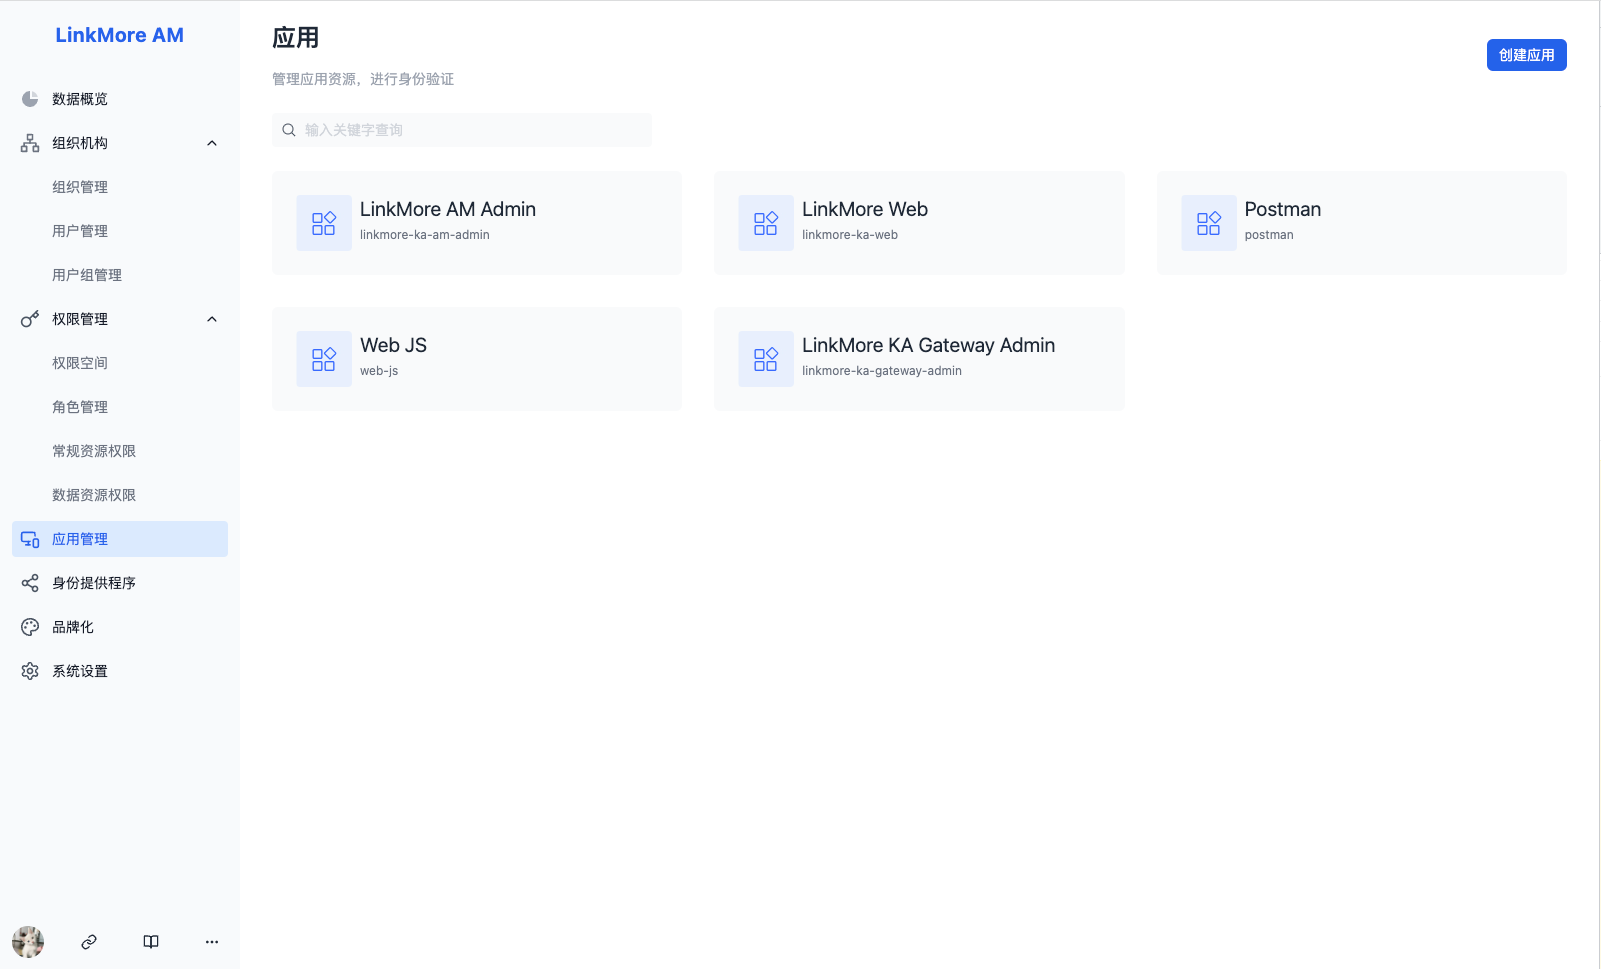 LinkMore AM
数据概览
组织机构
组织管理
用户管理
用户组管理
权限管理
权限空间
角色管理
常规资源权限
数据资源权限
应用管理
身份提供程序
品牌化
系统设置
应用
管理应用资源，进行身份验证
创建应用
输入关键字查询
LinkMore AM Admin
linkmore-ka-am-admin
LinkMore Web
linkmore-ka-web
Postman
postman
Web JS
web-js
LinkMore KA Gateway Admin
linkmore-ka-gateway-admin